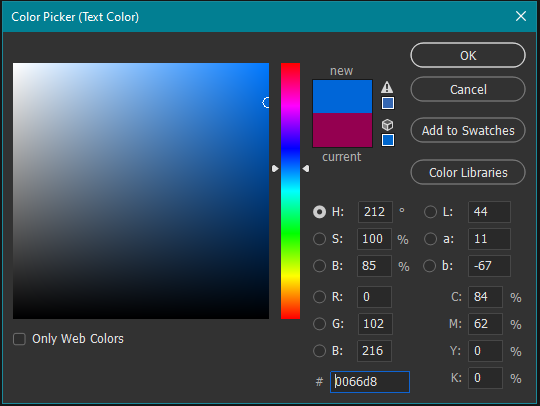 Color Picker (Text Color)
new
current
OK
Cancel
Add to Swatches
Color Libraries
H: 212 °
S: 100 %
B: 85 %
R: 0
G: 102
B: 216
# 0066d8
L: 44
a: 11
b: -67
C: 84 %
M: 62 %
Y: 0 %
K: 0 %
Only Web Colors